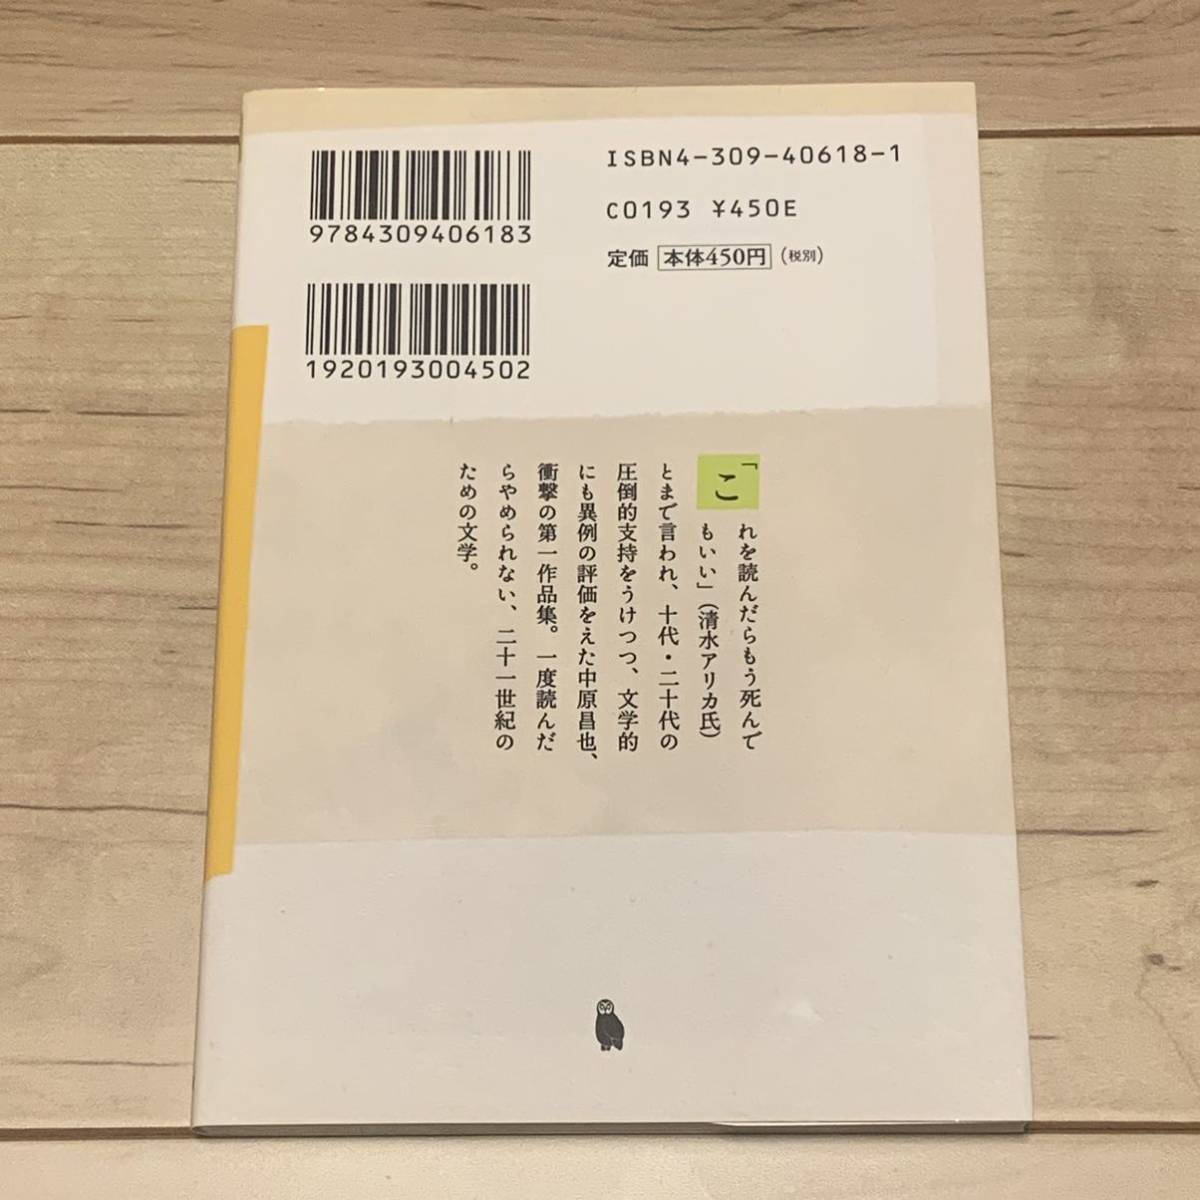 9784309406183
1920193004502
ISBN4-309-40618-1
C0193 ¥450E
定価 本体450円 (税別)
「これを読んだらもう死んで
もいい」(清水アリカ氏)
とまで言われ、十代・二十代の
圧倒的支持をうけつつ、文学的
にも異例の評価をえた中原昌也、
衝撃の第一作品集。一度読んだ
らやめられない、二十一世紀の
ための文学。